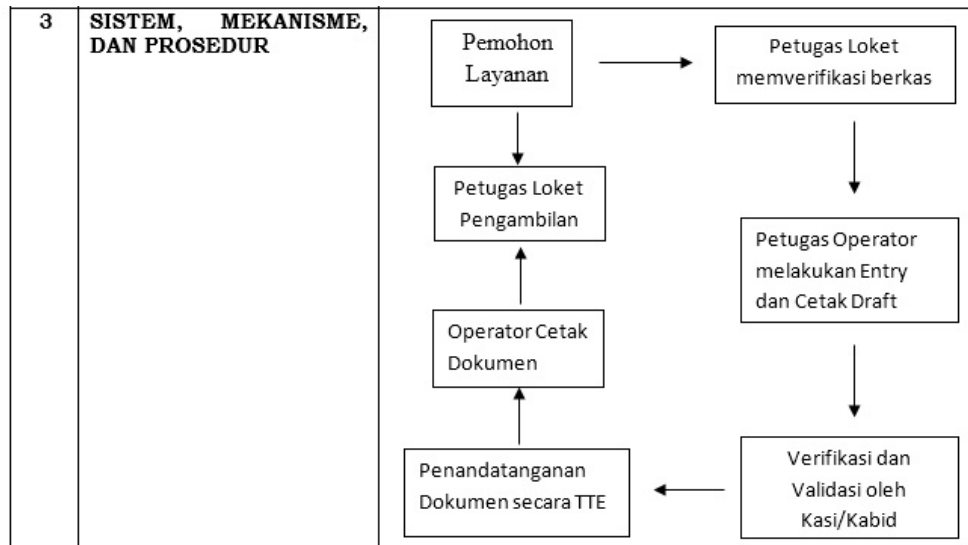 3
SISTEM, MEKANISME,
DAN PROSEDUR
Pemohon
Layanan
Petugas Loket
memverifikasi berkas
Petugas Loket
Pengambilan
Petugas Operator
melakukan Entry
dan Cetak Draft
Operator Cetak
Dokumen
Penandatanganan
Dokumen secara TTE
Verifikasi dan
Validasi oleh
Kasi/Kabid